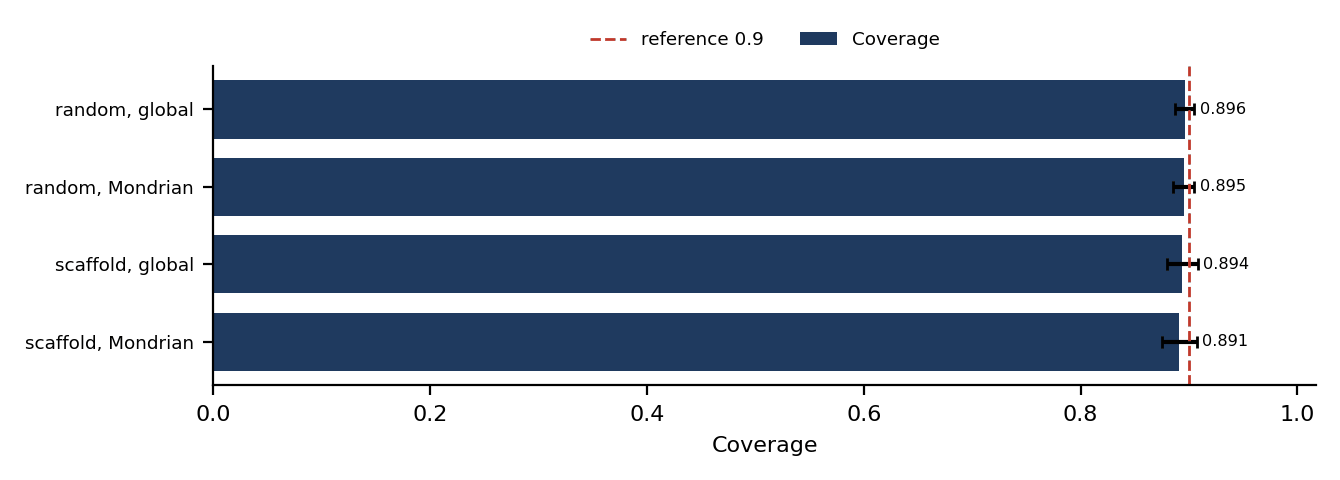 reference 0.9 Coverage
random, global 0.896
random, Mondrian 0.895
scaffold, global 0.894
scaffold, Mondrian 0.891
0.0 0.2 0.4 0.6 0.8 1.0
Coverage